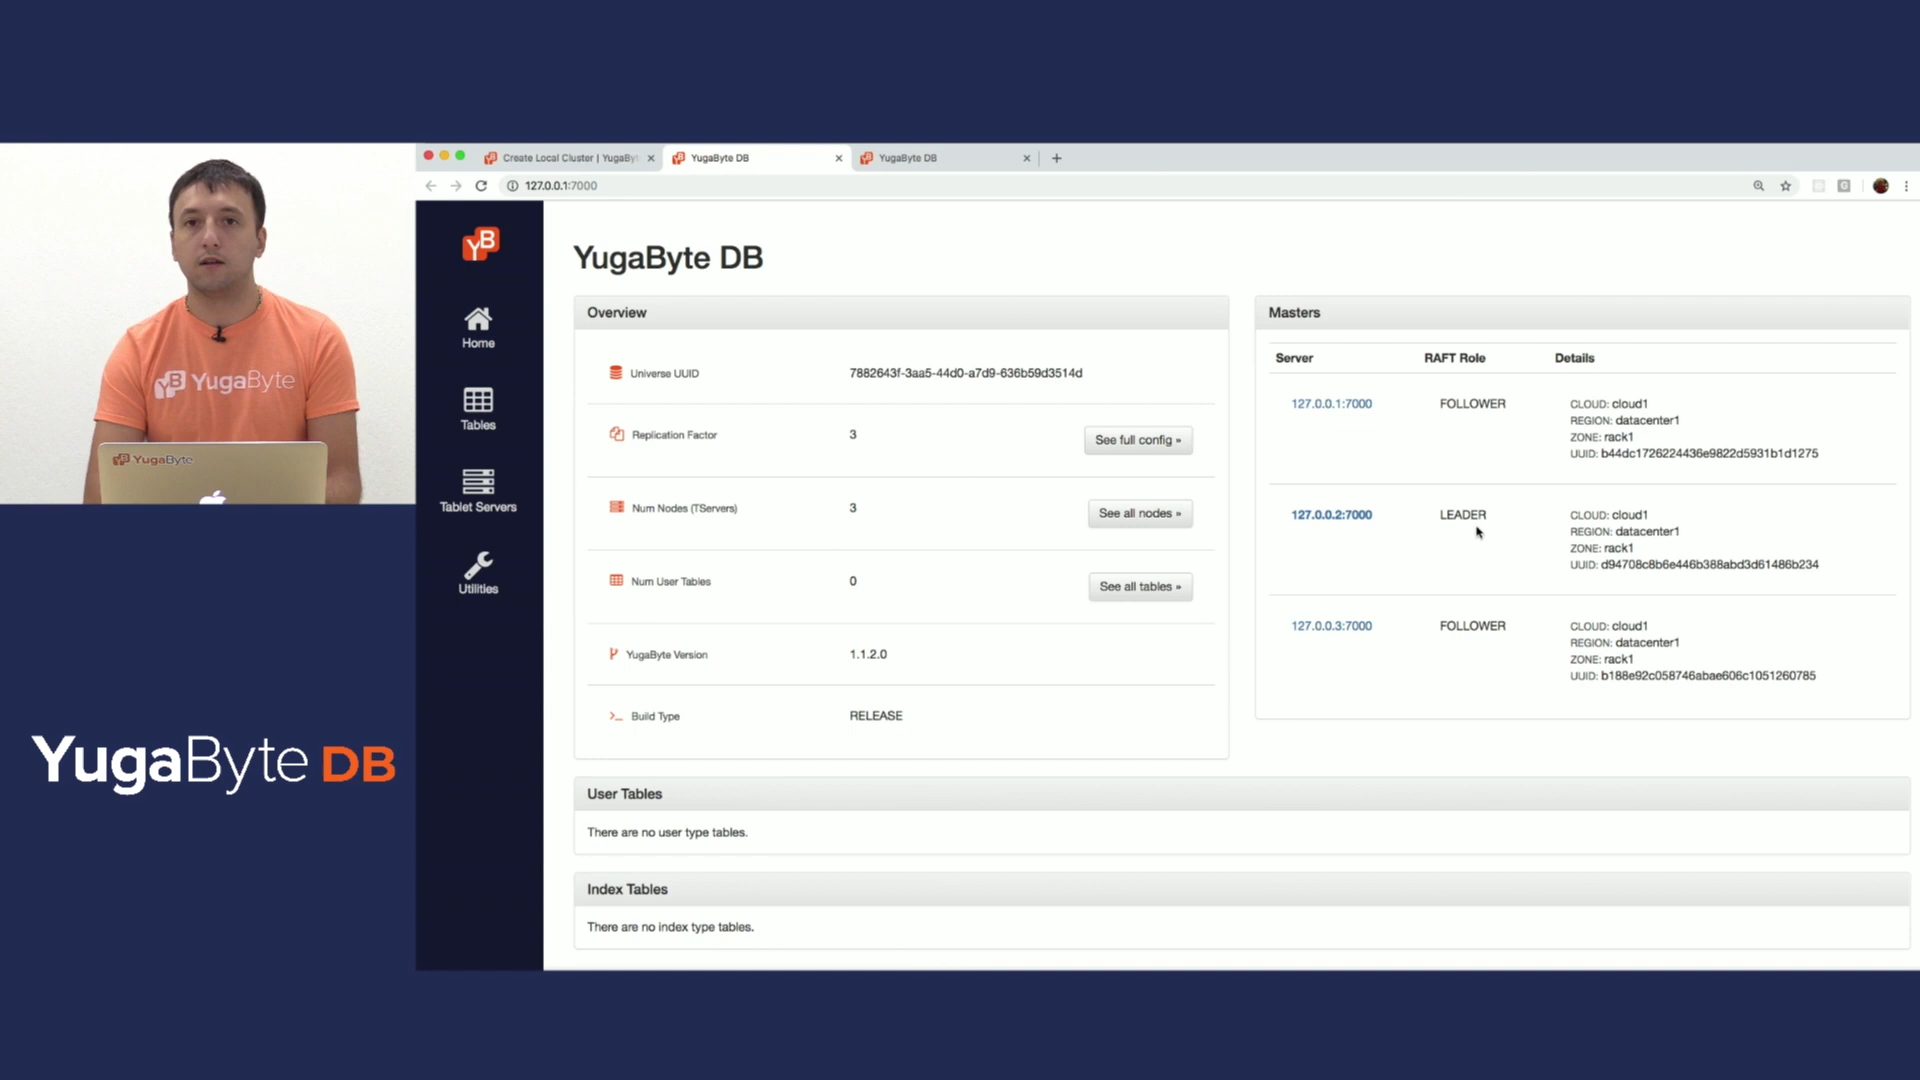 Create Local Cluster | YugaByt
YugaByte DB
YugaByte DB
127.0.0.1:7000
YB
Home
Tables
Tablet Servers
Utilities
YugaByte DB
Overview
Universe UUID 7882643f-3aa5-44d0-a7d9-636b59d3514d
Replication Factor 3 See full config »
Num Nodes (TServers) 3 See all nodes »
Num User Tables 0 See all tables »
YugaByte Version 1.1.2.0
Build Type RELEASE
Masters
Server RAFT Role Details
127.0.0.1:7000 FOLLOWER CLOUD: cloud1
REGION: datacenter1
ZONE: rack1
UUID: b44dc1726224436e9822d5931b1d1275
127.0.0.2:7000 LEADER CLOUD: cloud1
REGION: datacenter1
ZONE: rack1
UUID: d94708c8b6e446b388abd3d61486b234
127.0.0.3:7000 FOLLOWER CLOUD: cloud1
REGION: datacenter1
ZONE: rack1
UUID: b188e92c058746abae606c1051260785
User Tables
There are no user type tables.
Index Tables
There are no index type tables.
YB YugaByte
YB YugaByte
YugaByte DB